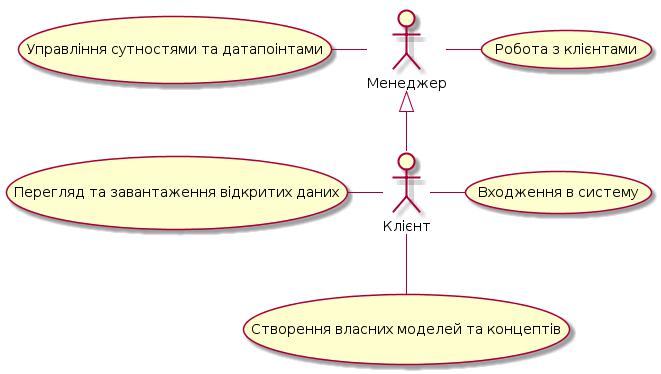 Управління сутностями та датапоінтами
Робота з клієнтами
Менеджер
Перегляд та завантаження відкритих даних
Входження в систему
Клієнт
Створення власних моделей та концептів